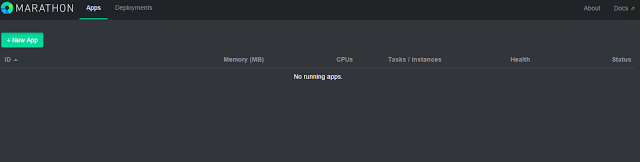 MARATHON Apps Deployments About Docs
+ New App
ID Memory (MB) CPUs Tasks / Instances Health Status
No running apps.